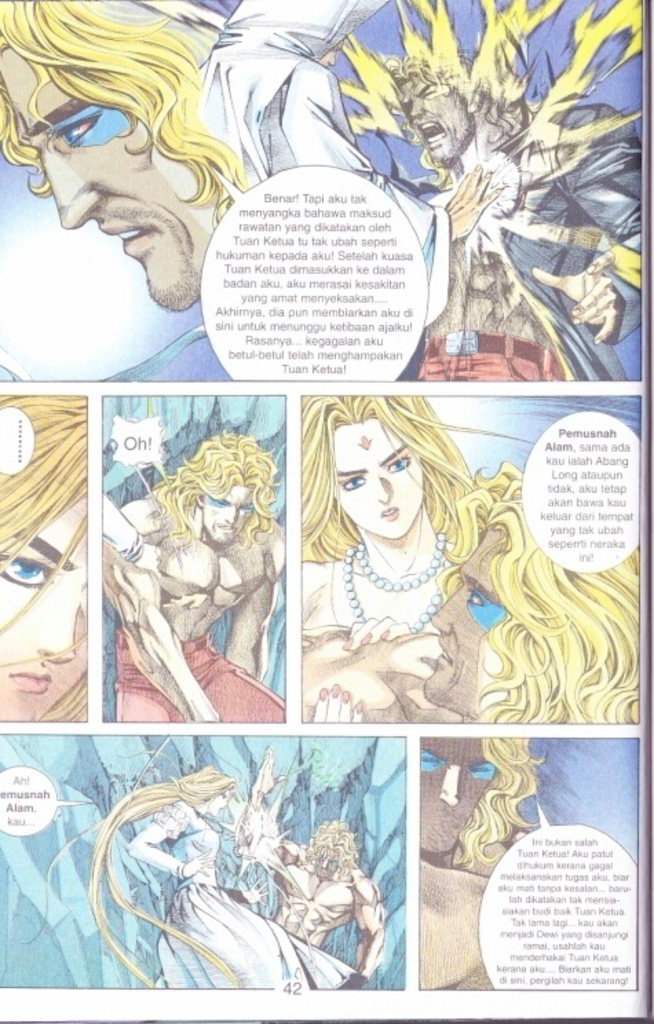 Benar! Tapi aku tak
menyangka bahawa maksud
rawatan yang dikatakan oleh
Tuan Ketua tu tak ubah seperti
hukuman kepada aku! Setelah kuasa
Tuan Ketua dimasukkan ke dalam
badan aku, aku merasai kesakitan
yang amat menyeksakan....
Akhirnya, dia pun membiarkan aku di
sini untuk menunggu ketibaan ajalku!
Rasanya... kegagalan aku
betul-betul telah menghampakan
Tuan Ketua!
.........
Oh!
Pemusnah
Alam, sama ada
kau ialah Abang
Long ataupun
tidak, aku tetap
akan bawa kau
keluar dari tempat
yang tak ubah
seperrti neraka
ini!
Ah!
emusnah
Alam,
kau...
Ini bukan salah
Tuan Ketua! Aku patut
dihukum kerana gagal
melaksanakan tugas aku, biar
aku mati tanpa kesalan... baru-
lah dikatakan tak mensia-
siakan budi baik Tuan Ketua.
Tak lama lagi... kau akan
menjadi Dewi yang disanjungi
ramai, usahlah kau
menderhakai Tuan Ketua
kerana aku.... Biarkan aku mati
di sini, pergilah kau sekarang!
42